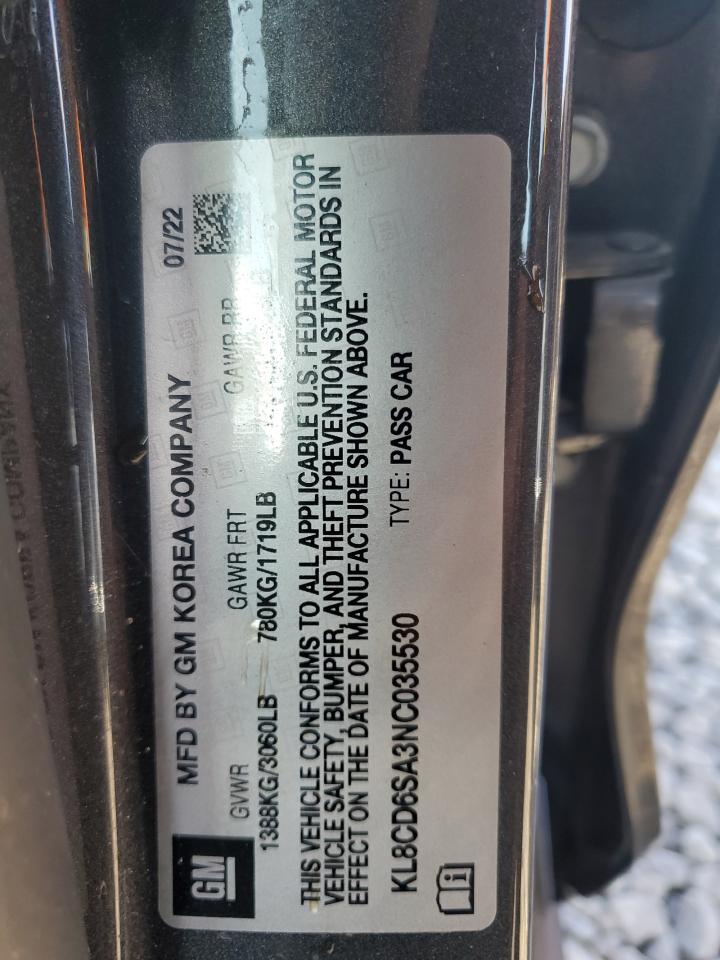 MFD BY GM KOREA COMPANY 07/22
GM
GVWR GAWR FRT GAWR RR
1388KG/3060LB 780KG/1719LB
THIS VEHICLE CONFORMS TO ALL APPLICABLE U.S. FEDERAL MOTOR
VEHICLE SAFETY, BUMPER, AND THEFT PREVENTION STANDARDS IN
EFFECT ON THE DATE OF MANUFACTURE SHOWN ABOVE.
KL8CD6SA3NC035530 TYPE: PASS CAR